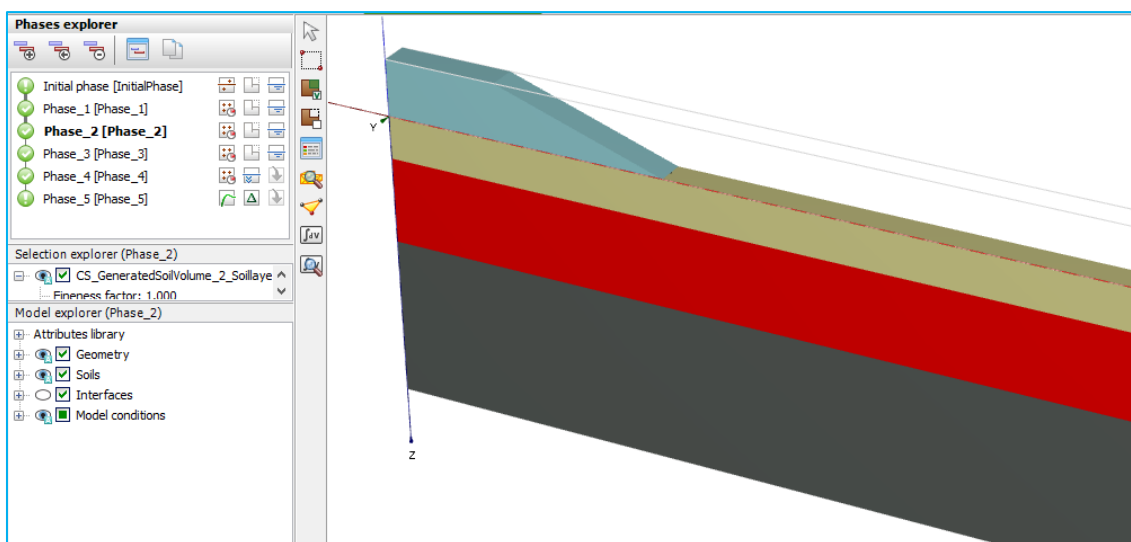 Phases explorer
Initial phase [InitialPhase]
Phase_1 [Phase_1]
Phase_2 [Phase_2]
Phase_3 [Phase_3]
Phase_4 [Phase_4]
Phase_5 [Phase_5]
Selection explorer (Phase_2)
CS_GeneratedSoilVolume_2_Soillaye
Fineness factor: 1.000
Model explorer (Phase_2)
Attributes library
Geometry
Soils
Interfaces
Model conditions
∫dV
Y
Z